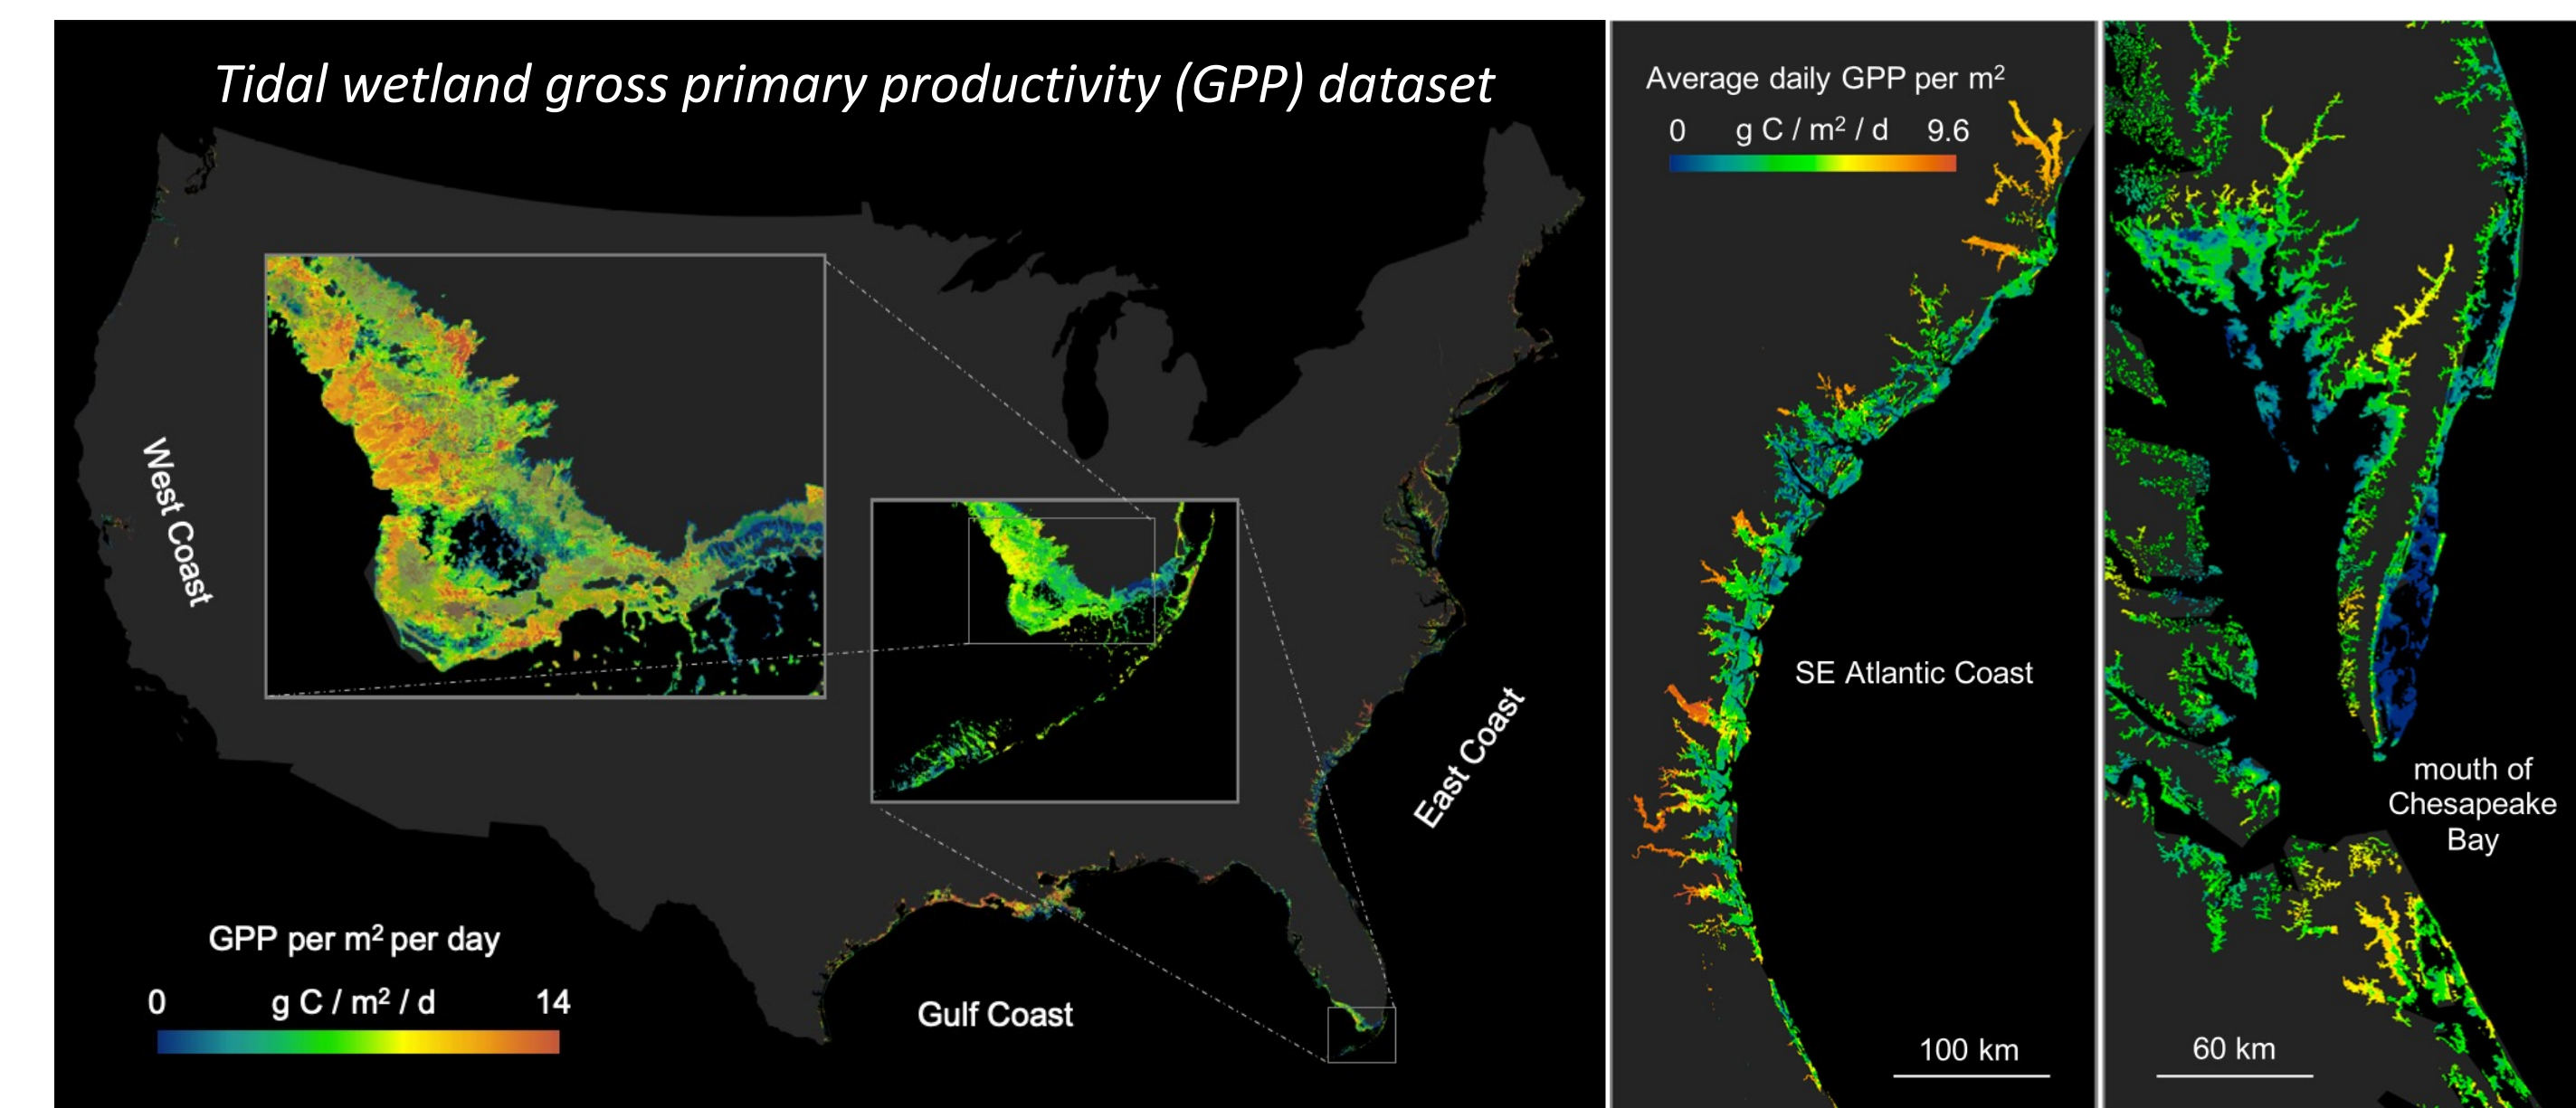 Tidal wetland gross primary productivity (GPP) dataset
West Coast
East Coast
Gulf Coast
GPP per m² per day
0 g C / m² / d 14
Average daily GPP per m²
0 g C / m² / d 9.6
SE Atlantic Coast
100 km
mouth of
Chesapeake
Bay
60 km